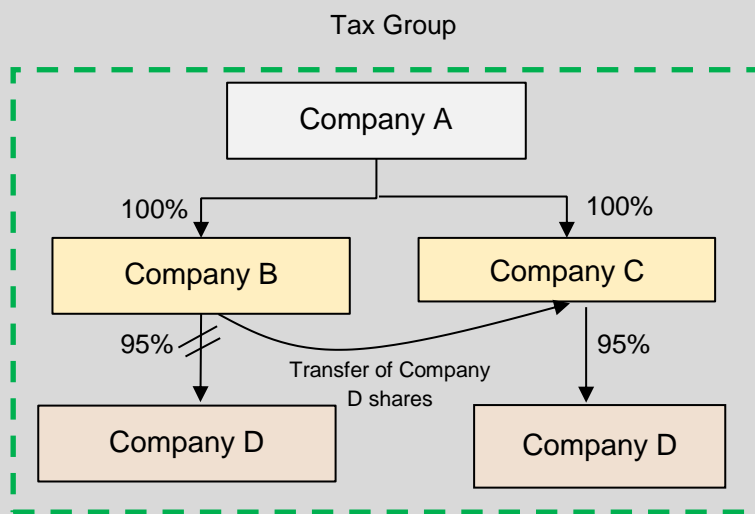 Tax Group
Company A
100%
100%
Company B
Company C
95%
95%
Transfer of Company
D shares
Company D
Company D